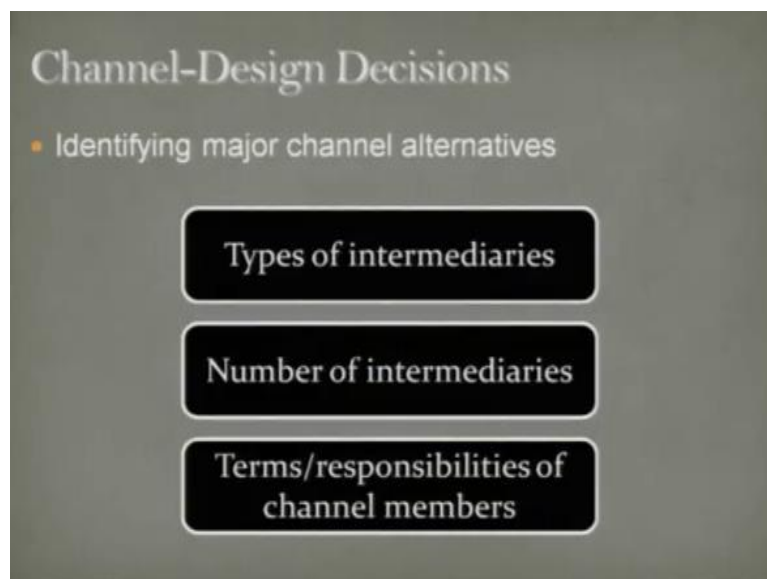 Channel-Design Decisions
Identifying major channel alternatives
Types of intermediaries
Number of intermediaries
Terms/responsibilities of
channel members